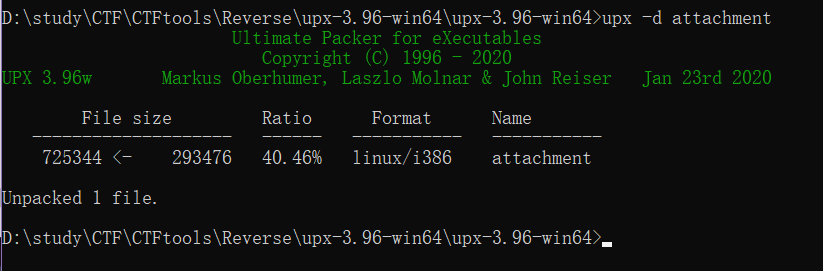 D:\study\CTF\CTFtools\Reverse\upx-3.96-win64\upx-3.96-win64>upx -d attachment
Ultimate Packer for eXecutables
Copyright (C) 1996 - 2020
UPX 3.96w Markus Oberhumer, Laszlo Molnar & John Reiser Jan 23rd 2020
File size Ratio Format Name
-------------------- ------ ----------- -----------
725344 <- 293476 40.46% linux/i386 attachment
Unpacked 1 file.
D:\study\CTF\CTFtools\Reverse\upx-3.96-win64\upx-3.96-win64>